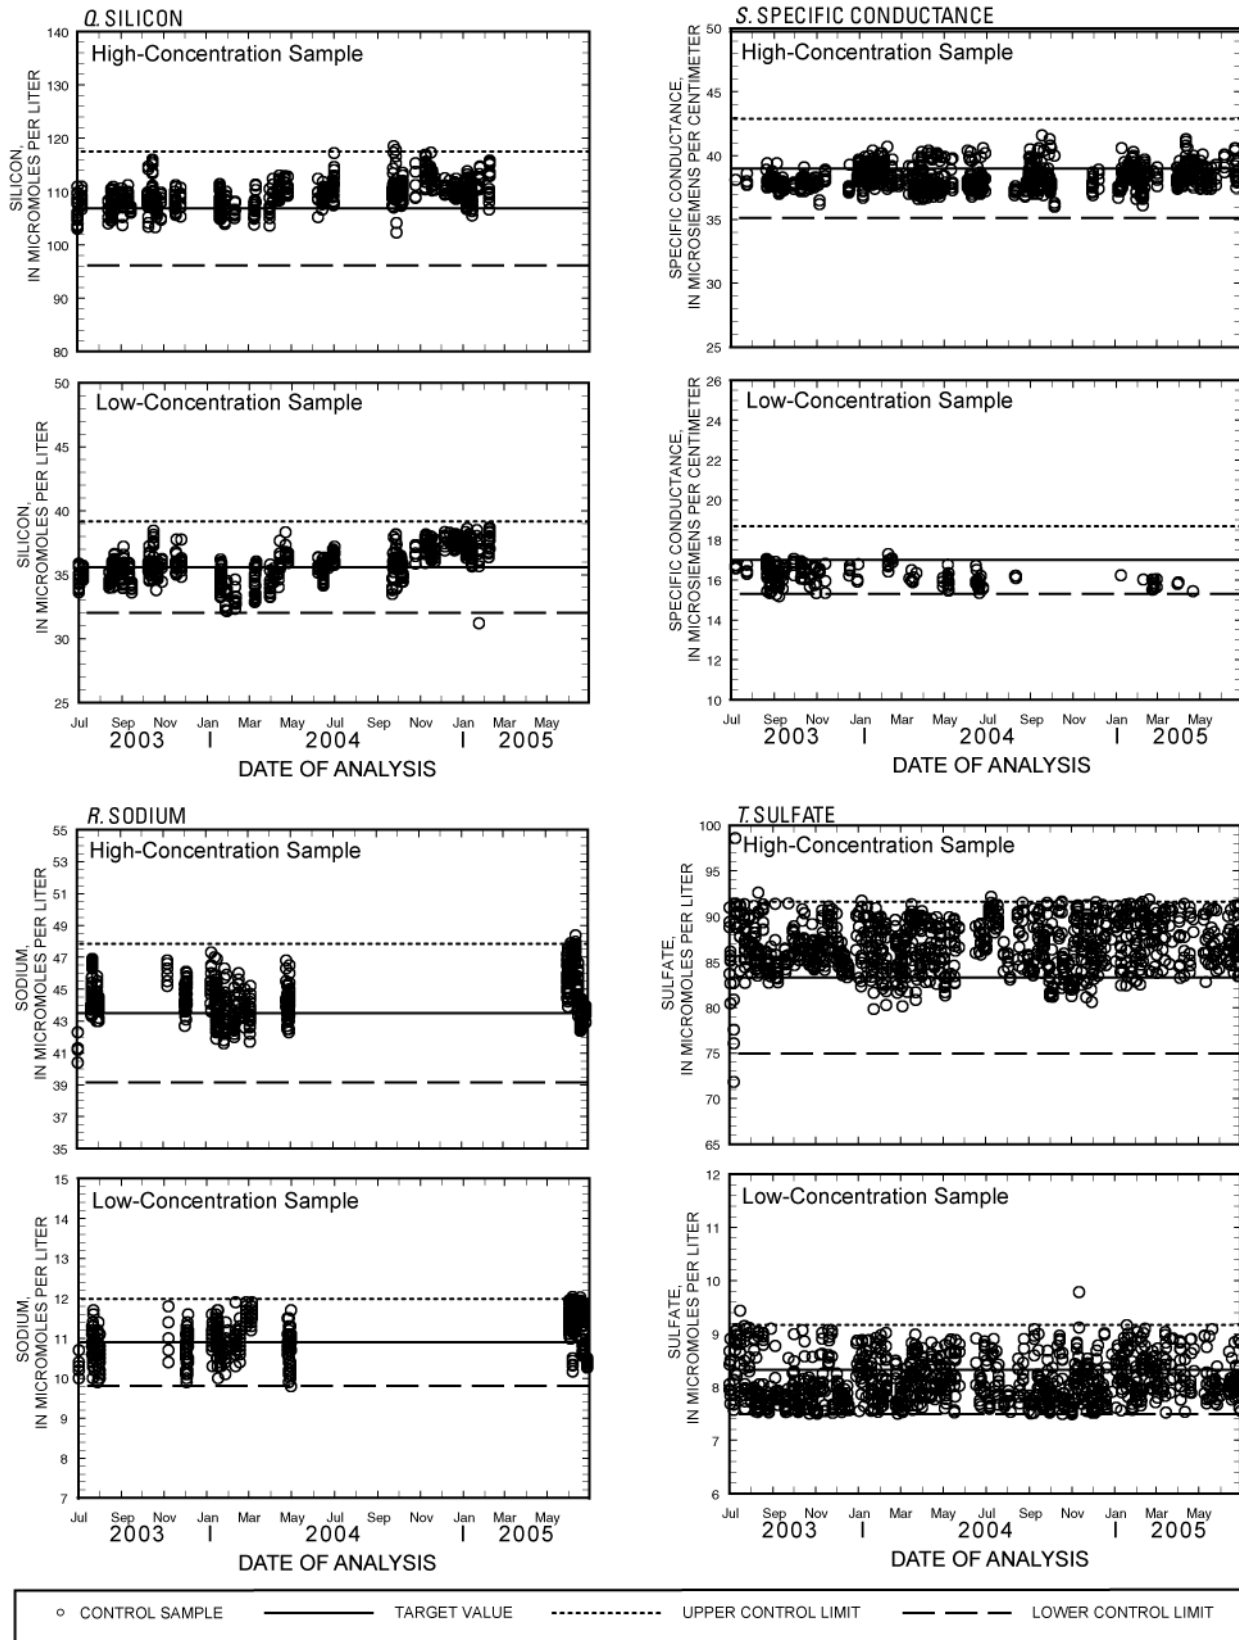 Q. SILICON
140
130
120
110
100
90
80
SILICON,
IN MICROMOLES PER LITER
High-Concentration Sample
50
49
47
45
43
41
39
37
35
33
31
30
25
SILICON,
IN MICROMOLES PER LITER
Low-Concentration Sample
Jul Sep Nov Jan Mar May Jul Sep Nov Jan Mar May
2003 2004 2005
DATE OF ANALYSIS
S. SPECIFIC CONDUCTANCE
50
45
40
35
30
25
SPECIFIC CONDUCTANCE,
IN MICROSIEMENS PER CENTIMETER
High-Concentration Sample
26
24
22
20
18
16
14
12
10
SPECIFIC CONDUCTANCE,
IN MICROSIEMENS PER CENTIMETER
Low-Concentration Sample
Jul Sep Nov Jan Mar May Jul Sep Nov Jan Mar May
2003 2004 2005
DATE OF ANALYSIS
R. SODIUM
55
53
51
49
47
45
43
41
39
37
35
SODIUM,
IN MICROMOLES PER LITER
High-Concentration Sample
15
14
13
12
11
10
9
8
7
SODIUM,
IN MICROMOLES PER LITER
Low-Concentration Sample
Jul Sep Nov Jan Mar May Jul Sep Nov Jan Mar May
2003 2004 2005
DATE OF ANALYSIS
T. SULFATE
100
95
90
85
80
75
70
65
SULFATE,
IN MICROMOLES PER LITER
High-Concentration Sample
12
11
10
9
8
7
6
SULFATE,
IN MICROMOLES PER LITER
Low-Concentration Sample
Jul Sep Nov Jan Mar May Jul Sep Nov Jan Mar May
2003 2004 2005
DATE OF ANALYSIS
CONTROL SAMPLE TARGET VALUE UPPER CONTROL LIMIT LOWER CONTROL LIMIT